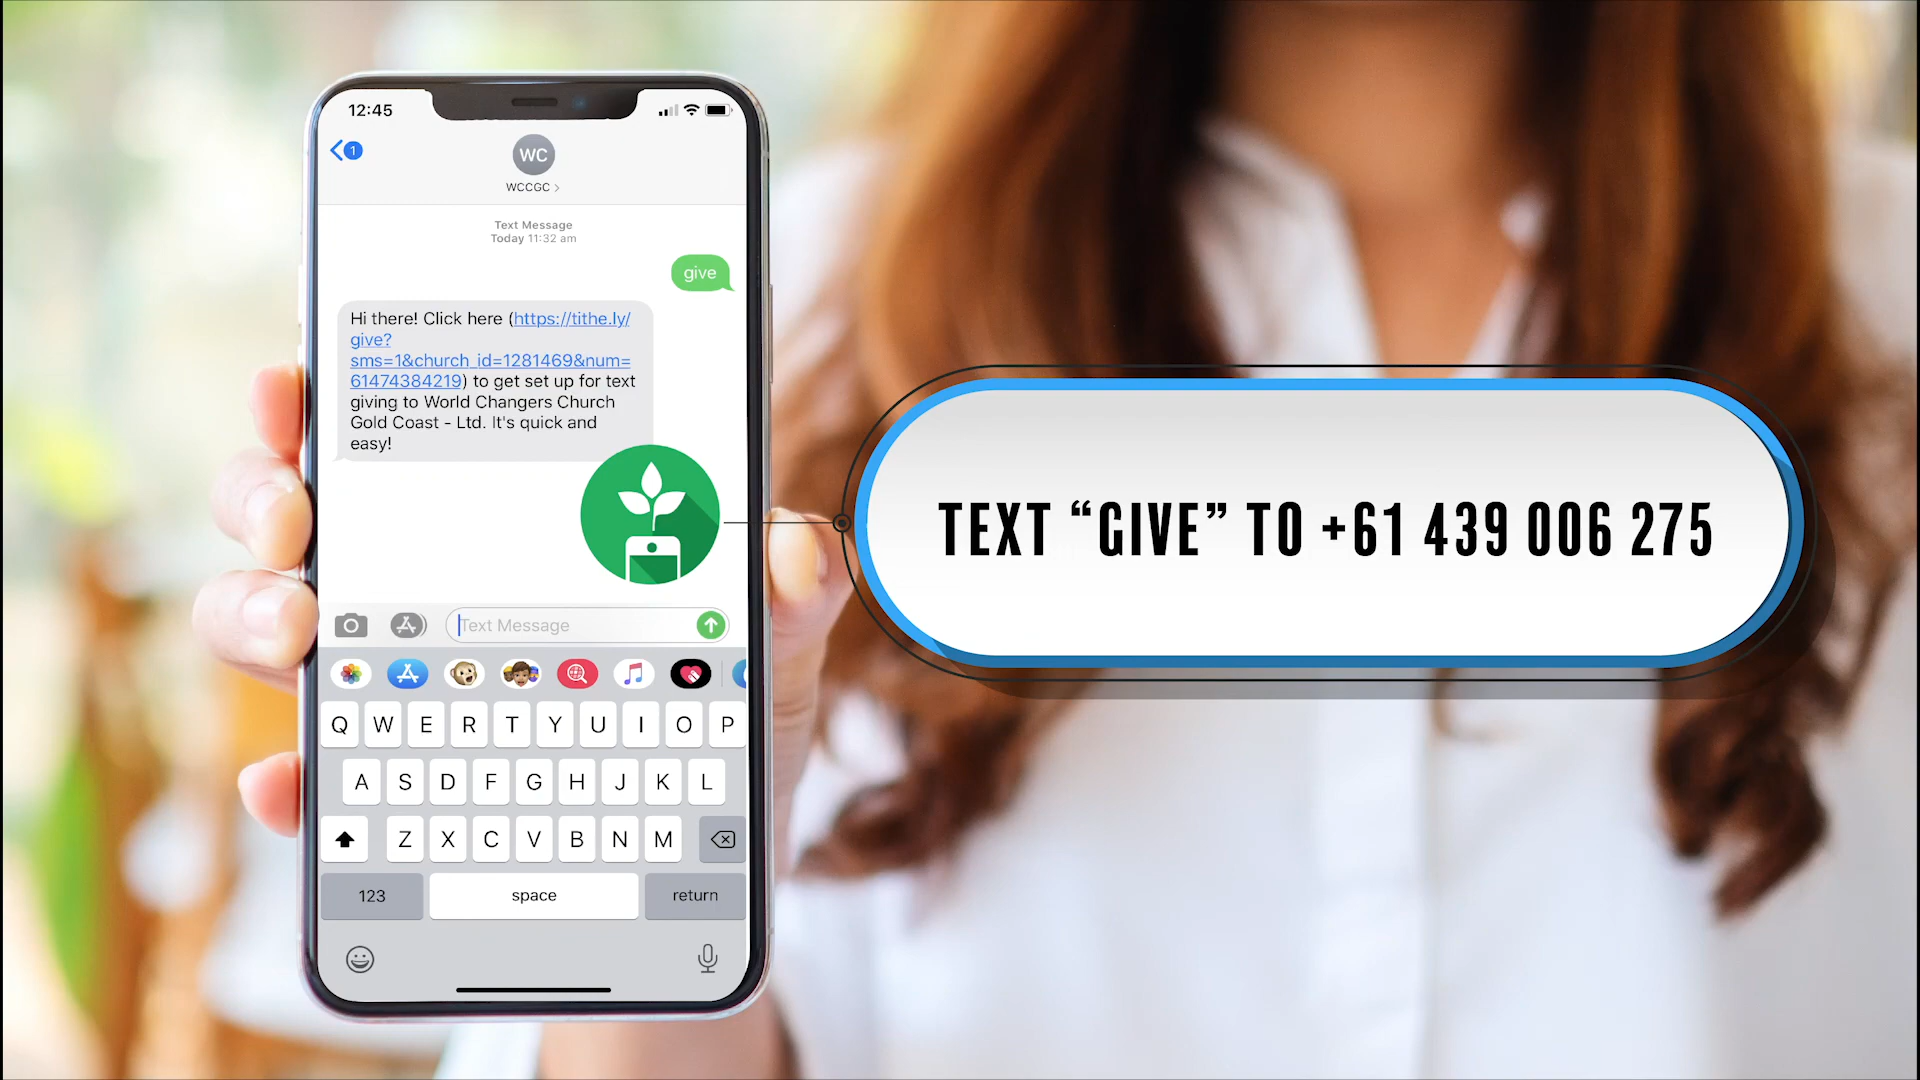 12:45
1
WC
WCCGC
Text Message
Today 11:32 am
give
Hi there! Click here (https://tithe.ly/
give?
sms=1&church_id=1281469&num=
61474384219) to get set up for text
giving to World Changers Church
Gold Coast - Ltd. It's quick and
easy!
TEXT “GIVE” TO +61 439 006 275
Text Message
Q W E R T Y U I O P
A S D F G H J K L
Z X C V B N M
123 space return